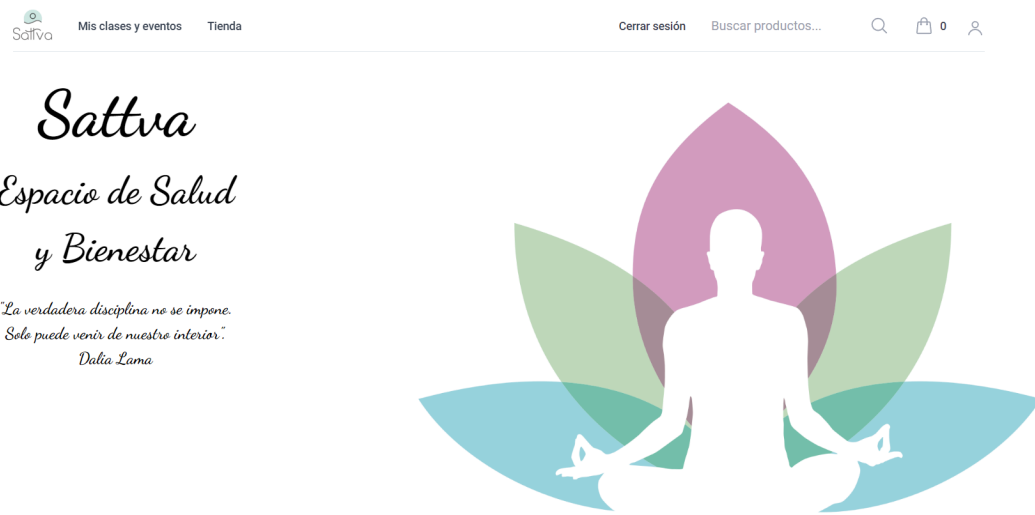 Sattva
Mis clases y eventos
Tienda
Cerrar sesión
Buscar productos...
0
Sattva
Espacio de Salud
y Bienestar
"La verdadera disciplina no se impone.
Solo puede venir de nuestro interior".
Dalia Lama